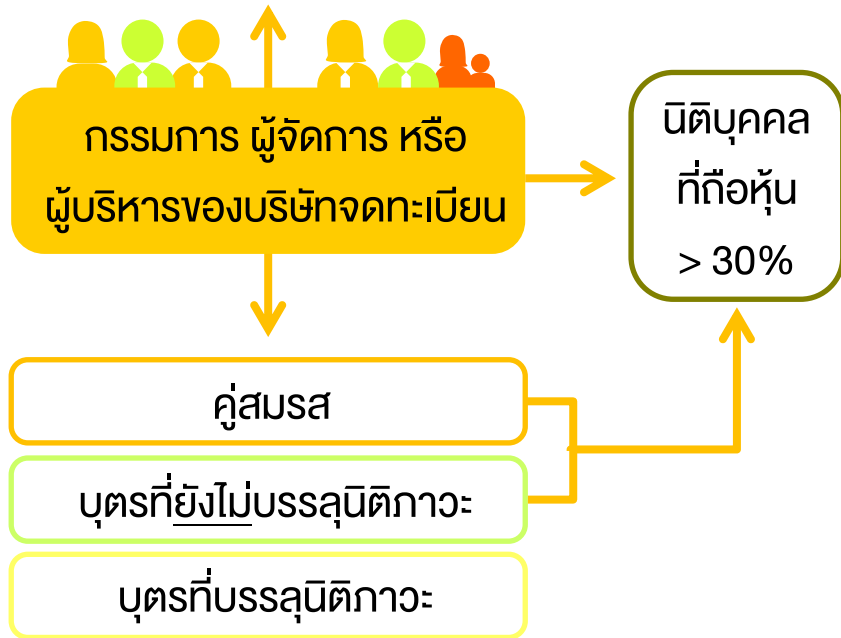 กรรมการ ผู้จัดการ หรือ
ผู้บริหารของบริษัทจดทะเบียน
นิติบุคคล
ที่ถือหุ้น
> 30%
คู่สมรส
บุตรที่ยังไม่บรรลุนิติภาวะ
บุตรที่บรรลุนิติภาวะ